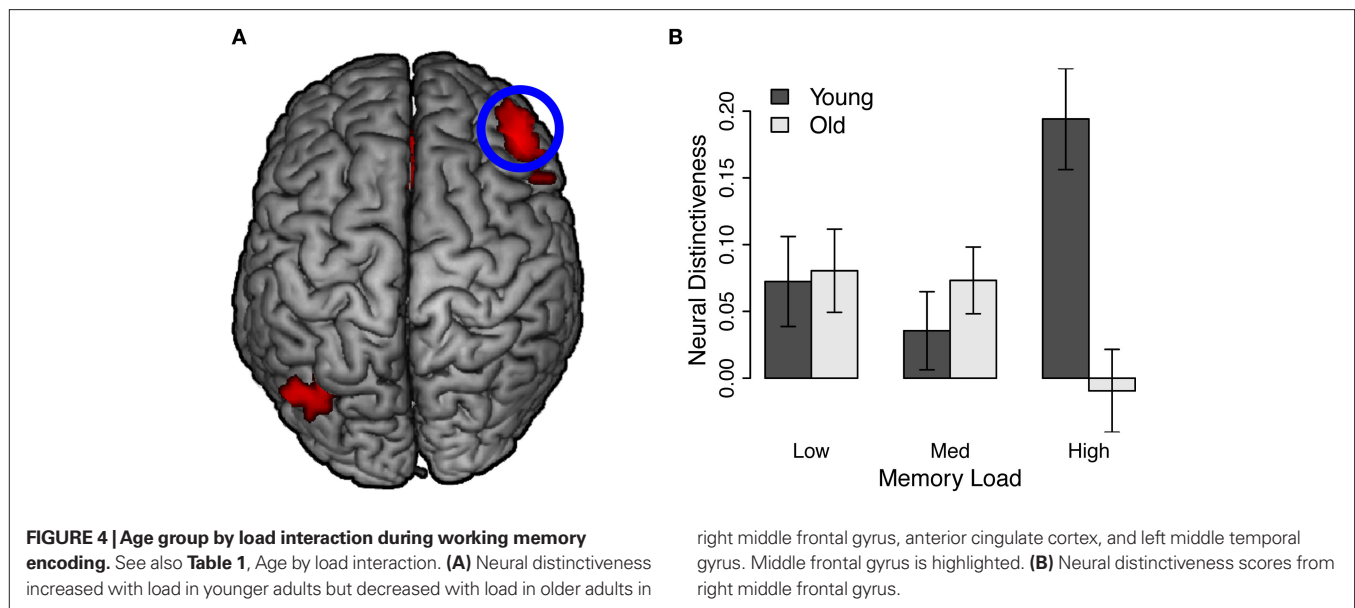 A
B
Young
Old
Neural Distinctiveness
0.00 0.05 0.10 0.15 0.20
Low Med High
Memory Load
FIGURE 4 | Age group by load interaction during working memory
encoding. See also Table 1, Age by load interaction. (A) Neural distinctiveness
increased with load in younger adults but decreased with load in older adults in
right middle frontal gyrus, anterior cingulate cortex, and left middle temporal
gyrus. Middle frontal gyrus is highlighted. (B) Neural distinctiveness scores from
right middle frontal gyrus.